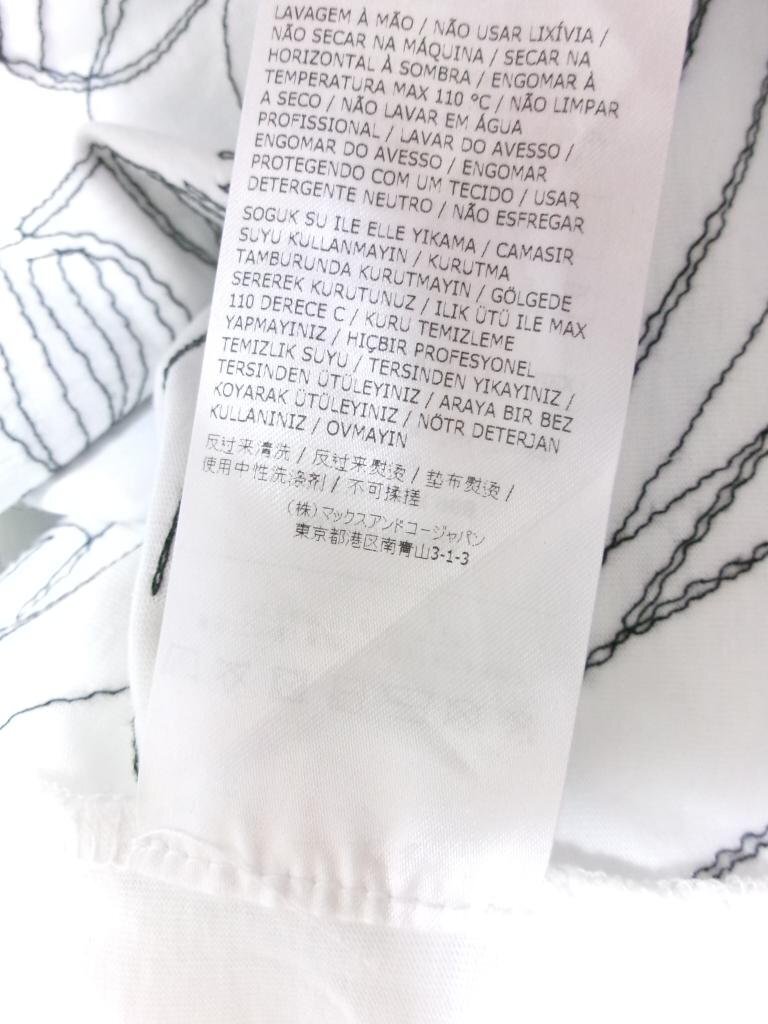 LAVAGEM À MÃO / NÃO USAR LIXÍVIA /
NÃO SECAR NA MÁQUINA / SECAR NA
HORIZONTAL À SOMBRA / ENGOMAR À
TEMPERATURA MAX 110 °C / NÃO LIMPAR
A SECO / NÃO LAVAR EM ÁGUA
PROFISSIONAL / LAVAR DO AVESSO /
ENGOMAR DO AVESSO / ENGOMAR
PROTEGENDO COM UM TECIDO / USAR
DETERGENTE NEUTRO / NÃO ESFREGAR
SOGUK SU ILE ELLE YIKAMA / CAMASIR
SUYU KULLANMAYIN / KURUTMA
TAMBURUNDA KURUTMAYIN / GÖLGEDE
SEREREK KURUTUNUZ / ILIK ÜTÜ ILE MAX
110 DERECE C / KURU TEMIZLEME
YAPMAYINIZ / HIÇBIR PROFESYONEL
TEMIZLIK SUYU / TERSINDEN YIKAYINIZ /
TERSINDEN ÜTÜLEYINIZ / ARAYA BIR BEZ
KOYARAK ÜTÜLEYINIZ / NÖTR DETERJAN
KULLANINIZ / OVMAYIN
反过来清洗 / 反过来熨烫 / 垫布熨烫 /
使用中性洗涤剂 / 不可揉搓
(株)マックスアンドコージャパン
東京都港区南青山3-1-3